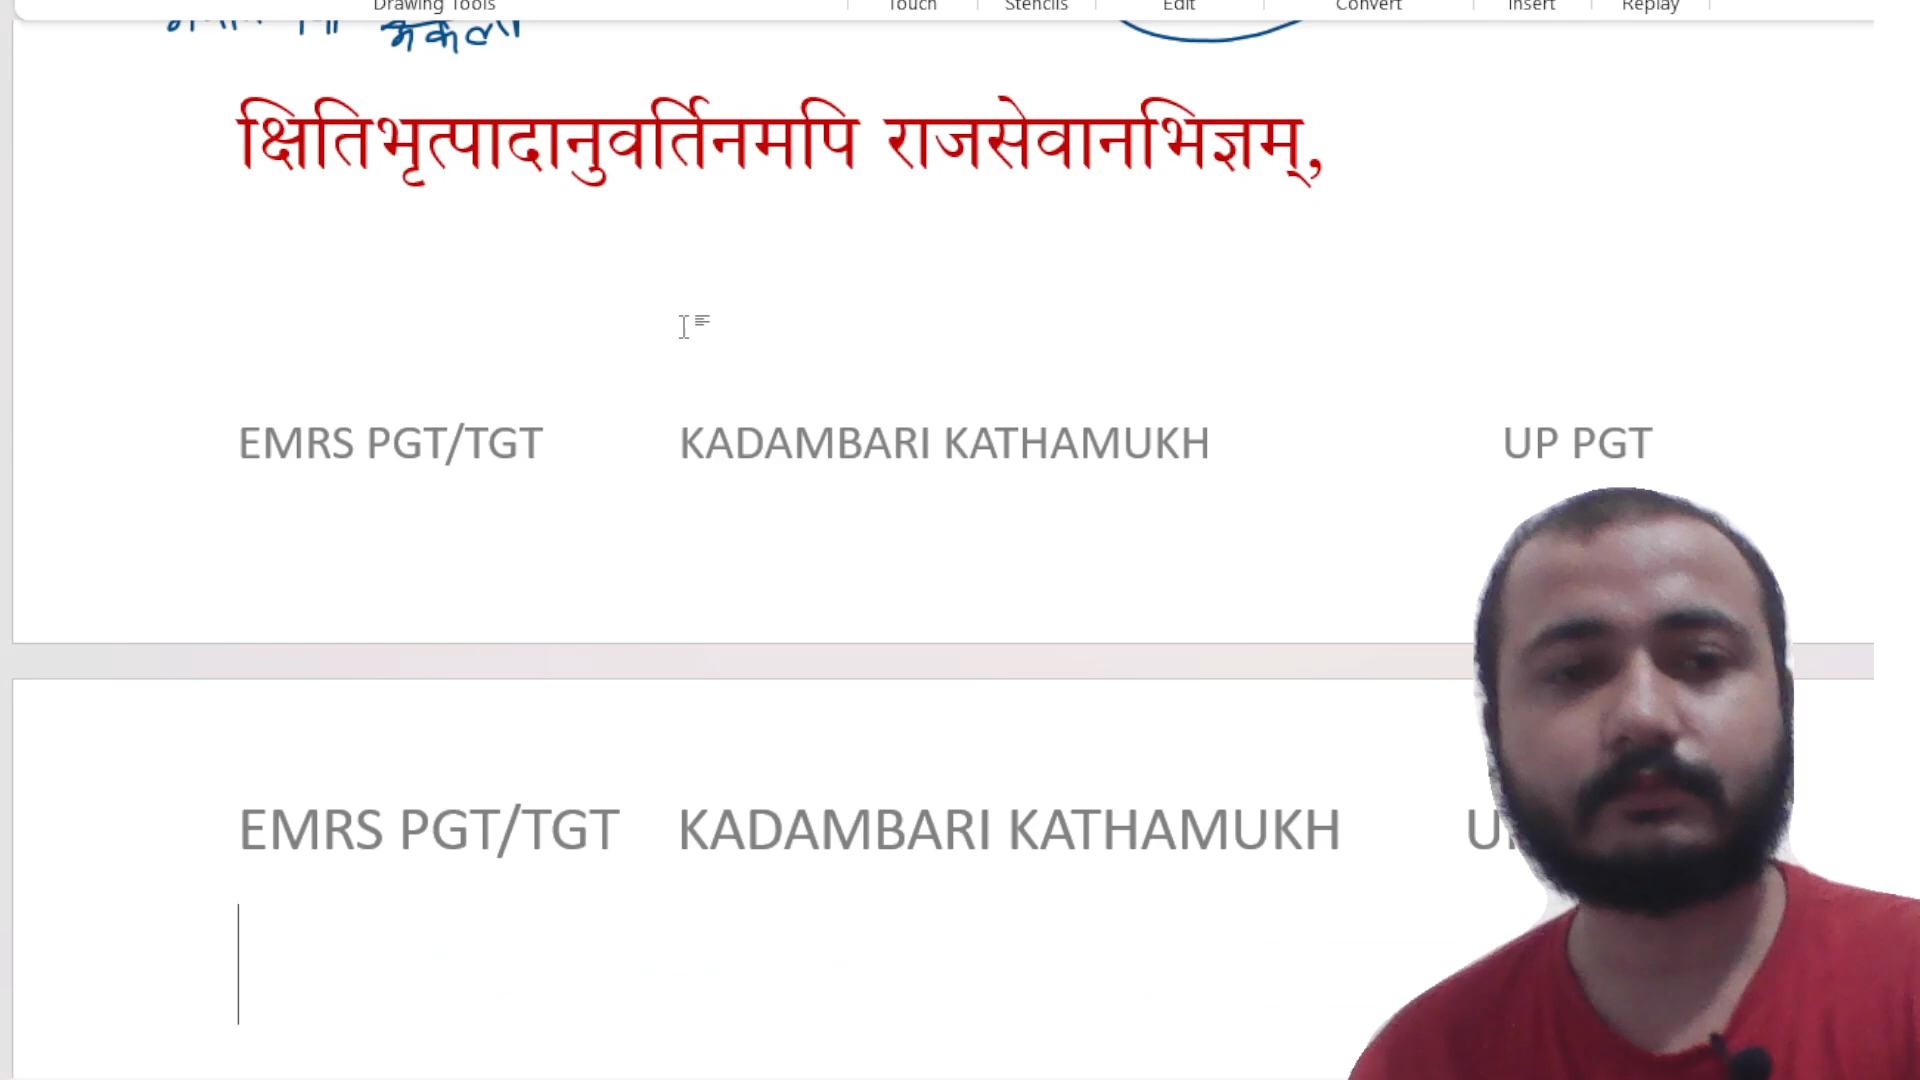 Drawing Tools Touch Stencils Edit Convert Insert Replay
क्षितिभृत्पादानुवर्तिनमपि राजसेवानभिज्ञम्,
EMRS PGT/TGT KADAMBARI KATHAMUKH UP PGT
EMRS PGT/TGT KADAMBARI KATHAMUKH